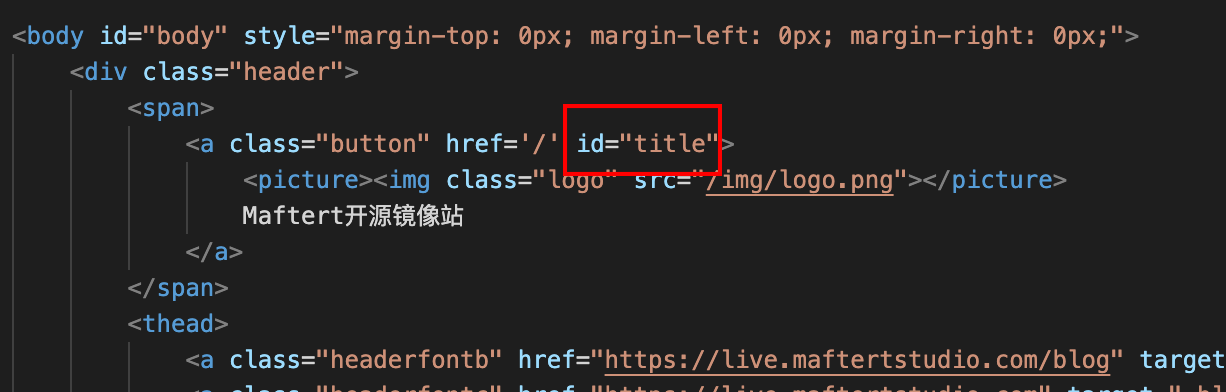 <body id="body" style="margin-top: 0px; margin-left: 0px; margin-right: 0px;">
<div class="header">
<span>
<a class="button" href='/' id="title">
<picture><img class="logo" src="/img/logo.png"></picture>
Maftert开源镜像站
</a>
</span>
<thead>
<a class="headerfontb" href="https://live.maftertstudio.com/blog" target